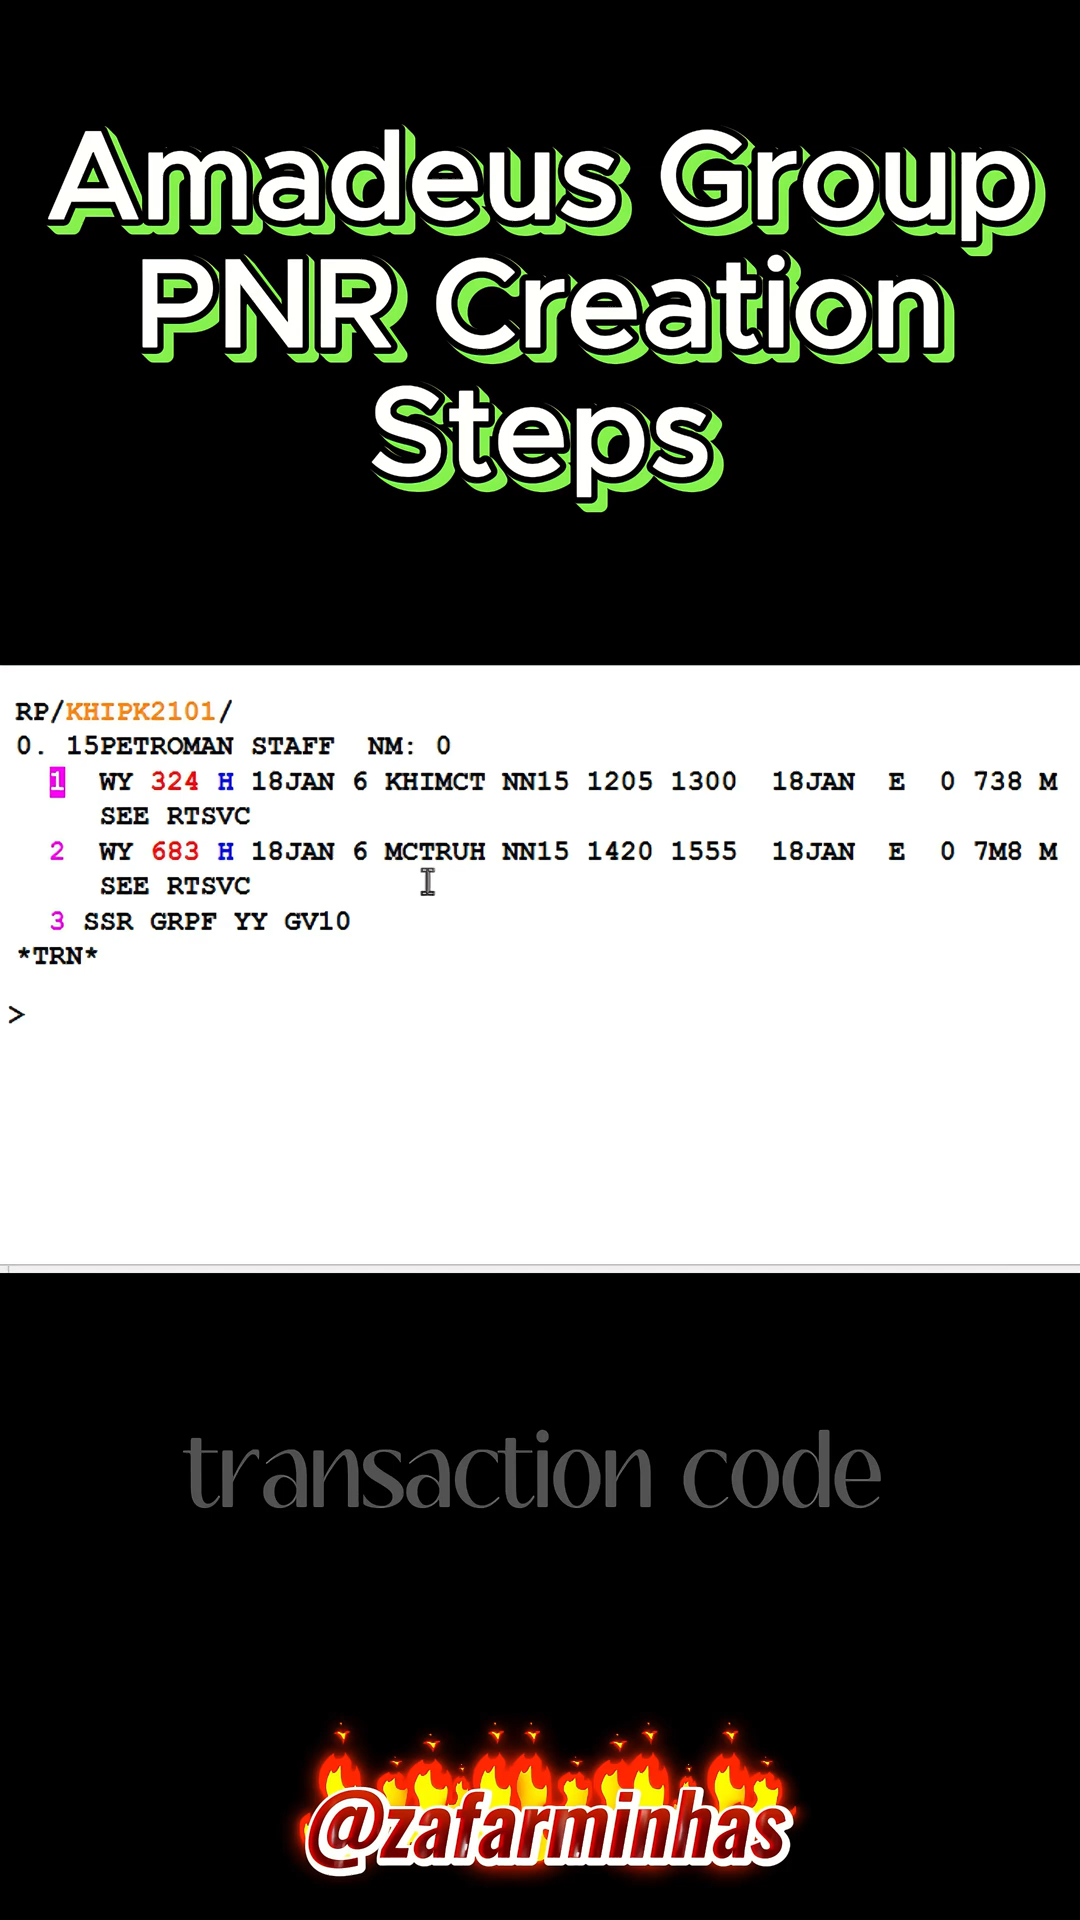 Amadeus Group
PNR Creation
Steps
RP/KHIPK2101/
0. 15PETROMAN STAFF NM: 0
1 WY 324 H 18JAN 6 KHIMCT NN15 1205 1300 18JAN E 0 738 M
SEE RTSVC
2 WY 683 H 18JAN 6 MCTRUH NN15 1420 1555 18JAN E 0 7M8 M
SEE RTSVC
3 SSR GRPF YY GV10
*TRN*
>
transaction code
@zafarminhas